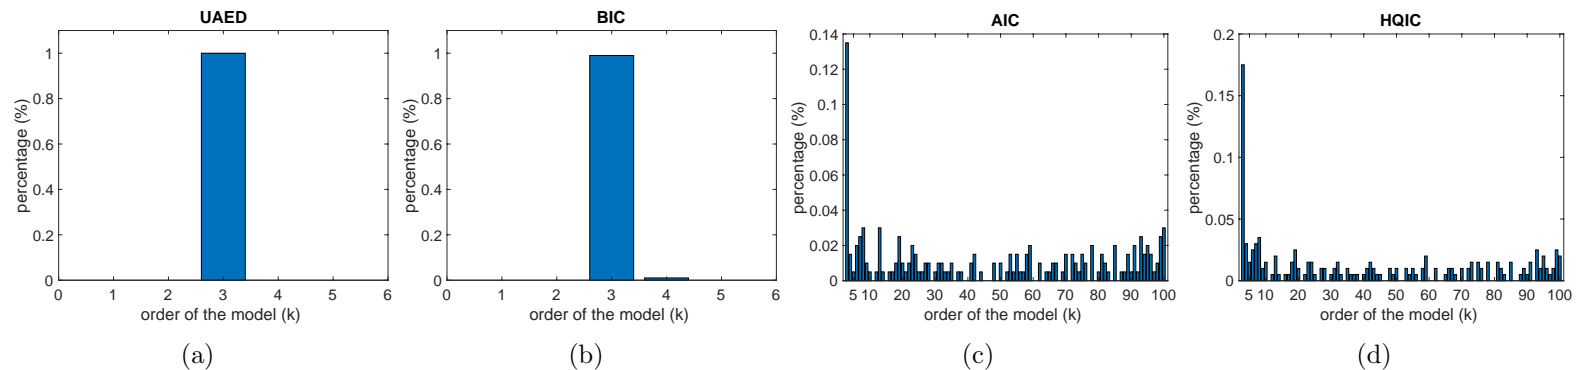 UAED
percentage (%)
1
0.8
0.6
0.4
0.2
0
0 1 2 3 4 5 6
order of the model (k)
(a)
BIC
percentage (%)
1
0.8
0.6
0.4
0.2
0
0 1 2 3 4 5 6
order of the model (k)
(b)
AIC
percentage (%)
0.14
0.12
0.1
0.08
0.06
0.04
0.02
0
5 10 20 30 40 50 60 70 80 90 100
order of the model (k)
(c)
HQIC
percentage (%)
0.2
0.15
0.1
0.05
0
5 10 20 30 40 50 60 70 80 90 100
order of the model (k)
(d)